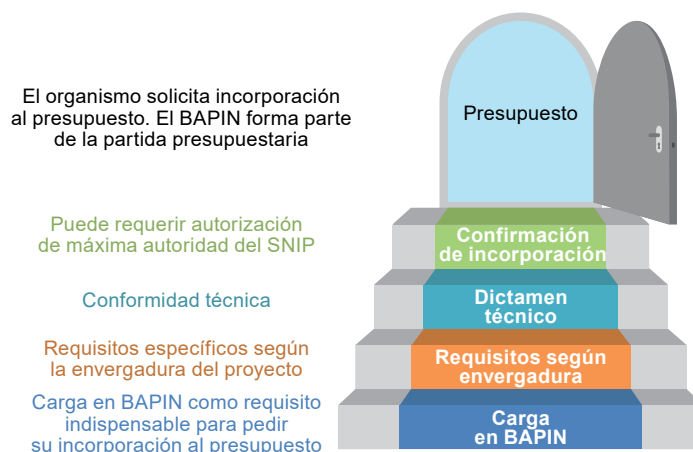 El organismo solicita incorporación
al presupuesto. El BAPIN forma parte
de la partida presupuestaria
Presupuesto
Puede requerir autorización
de máxima autoridad del SNIP
Confirmación
de incorporación
Conformidad técnica
Dictamen
técnico
Requisitos específicos según
la envergadura del proyecto
Requisitos según
envergadura
Carga en BAPIN como requisito
indispensable para pedir
su incorporación al presupuesto
Carga
en BAPIN